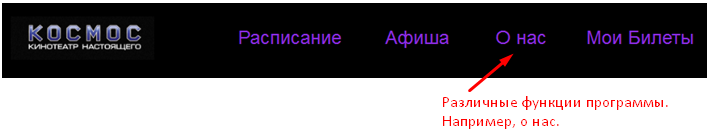 КОСМОС
КИНОТЕАТР НАСТОЯЩЕГО
Расписание Афиша О нас Мои Билеты
Различные функции программы.
Например, о нас.